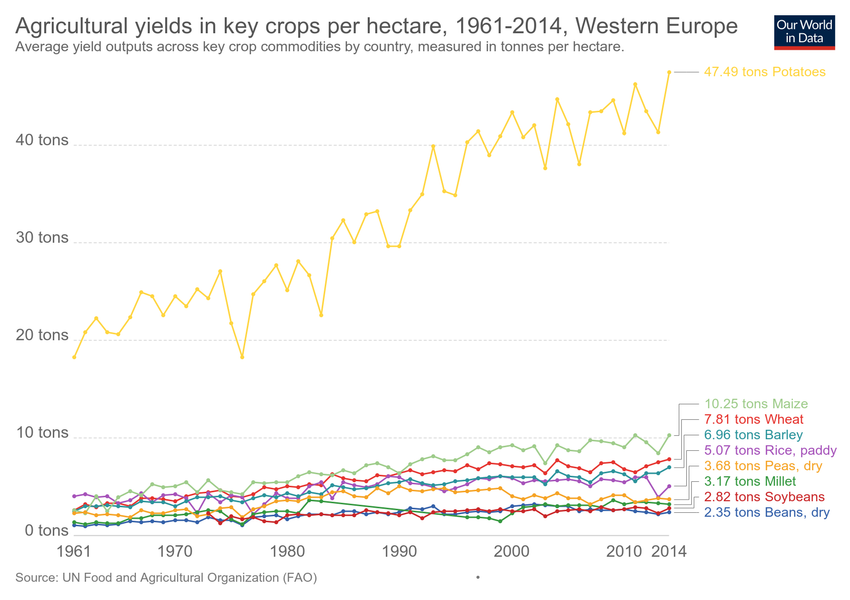 Agricultural yields in key crops per hectare, 1961-2014, Western Europe
Average yield outputs across key crop commodities by country, measured in tonnes per hectare.
Our World
in Data
47.49 tons Potatoes
40 tons
30 tons
20 tons
10 tons
0 tons
10.25 tons Maize
7.81 tons Wheat
6.96 tons Barley
5.07 tons Rice, paddy
3.68 tons Peas, dry
3.17 tons Millet
2.82 tons Soybeans
2.35 tons Beans, dry
1961 1970 1980 1990 2000 2010 2014
Source: UN Food and Agricultural Organization (FAO)